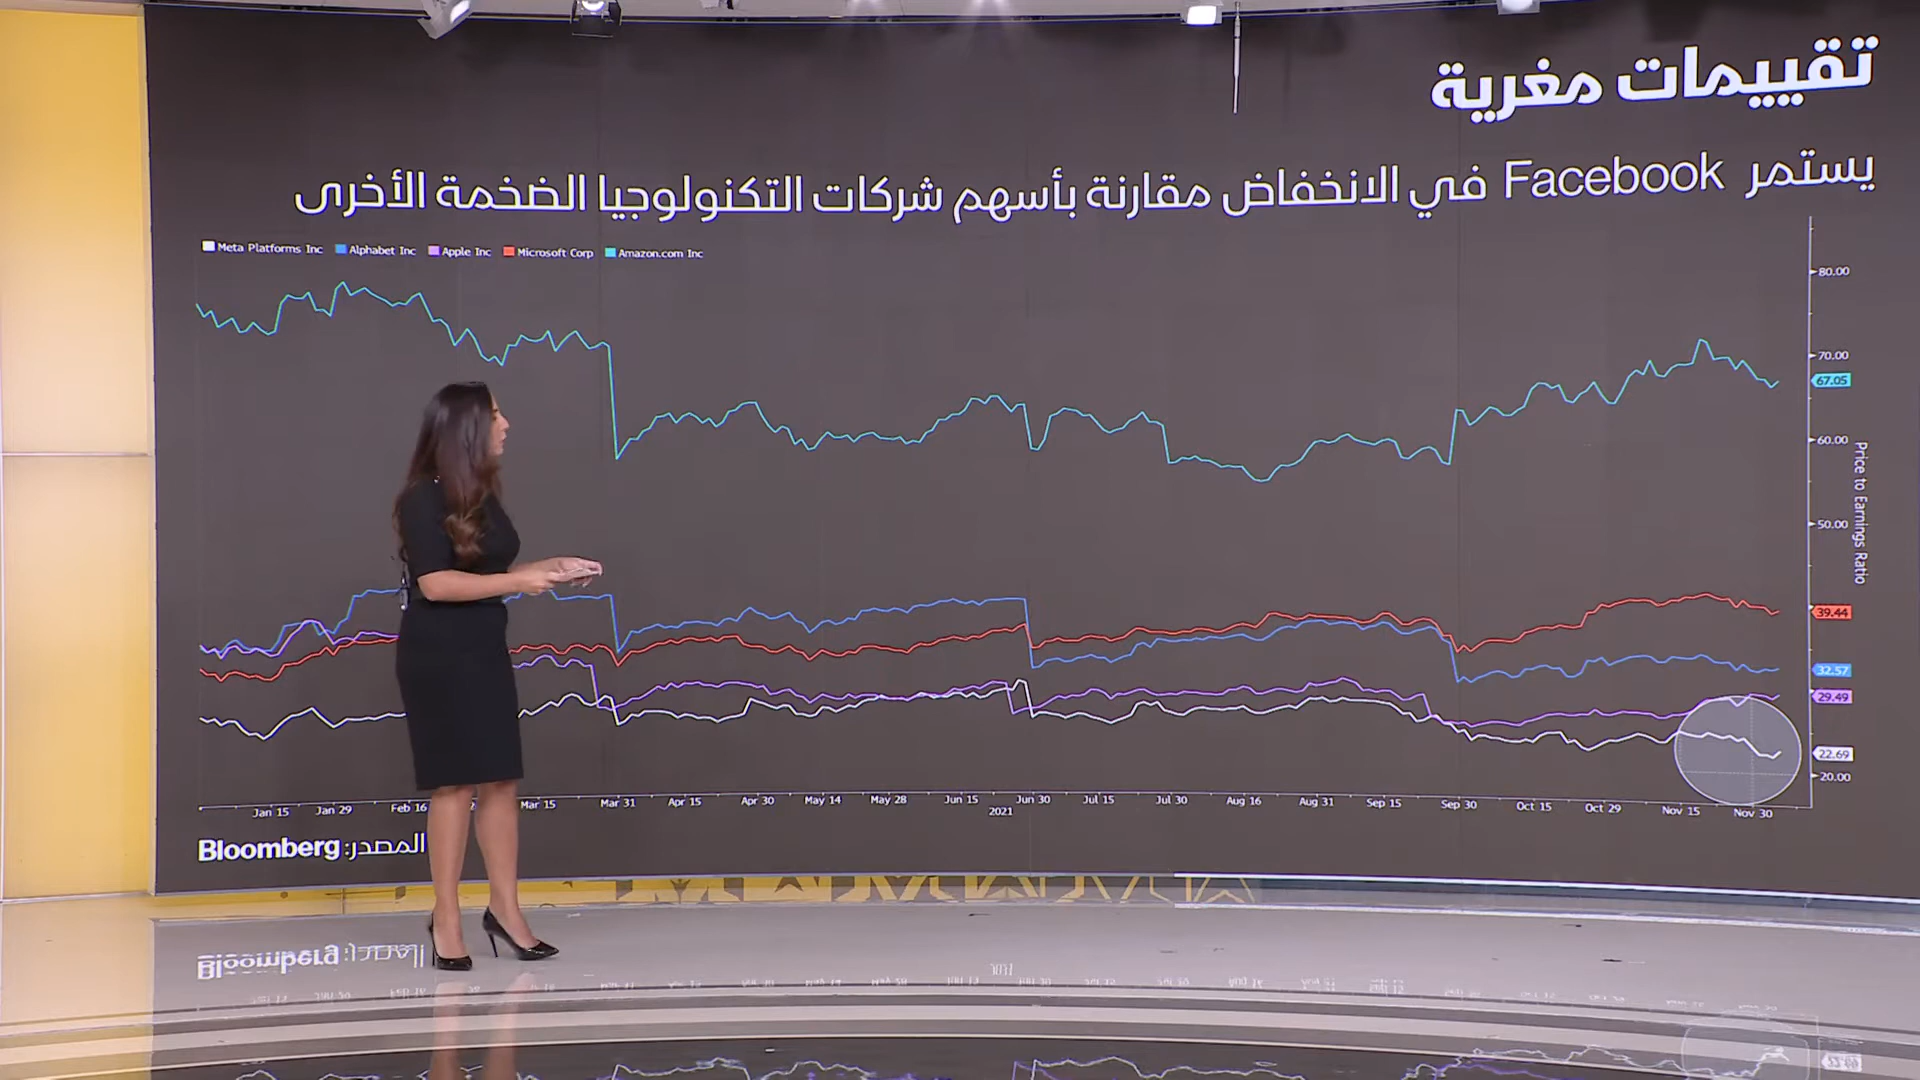 تقييمات مغرية
يستمر Facebook في الانخفاض مقارنة بأسهم شركات التكنولوجيا الضخمة الأخرى
Meta Platforms Inc Alphabet Inc Apple Inc Microsoft Corp Amazon.com Inc
80.00
70.00
67.05
60.00
50.00
Price to Earnings Ratio
39.44
32.57
29.49
22.69
20.00
Jan 15 Jan 29 Feb 16 Mar 15 Mar 31 Apr 15 Apr 30 May 14 May 28 Jun 15 Jun 30 Jul 15 Jul 30 Aug 16 Aug 31 Sep 15 Sep 30 Oct 15 Oct 29 Nov 15 Nov 30
2021
المصدر: Bloomberg